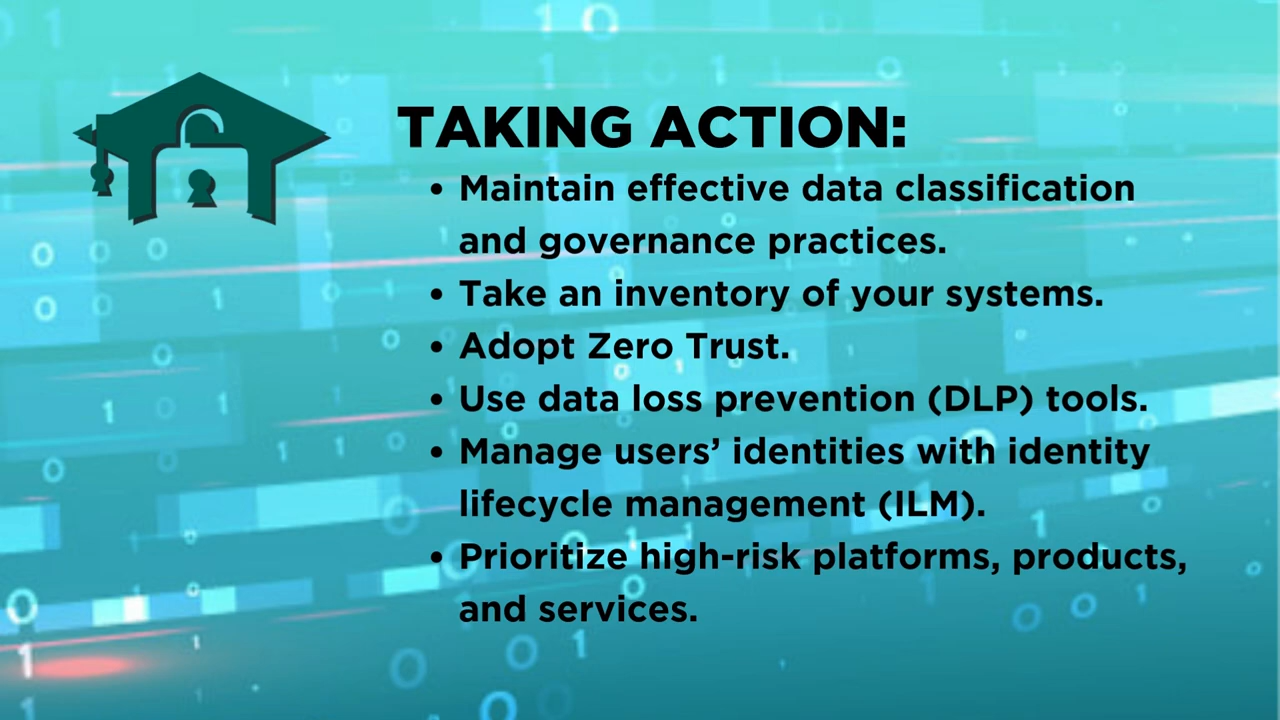 TAKING ACTION:
• Maintain effective data classification
and governance practices.
• Take an inventory of your systems.
• Adopt Zero Trust.
• Use data loss prevention (DLP) tools.
• Manage users’ identities with identity
lifecycle management (ILM).
• Prioritize high-risk platforms, products,
and services.